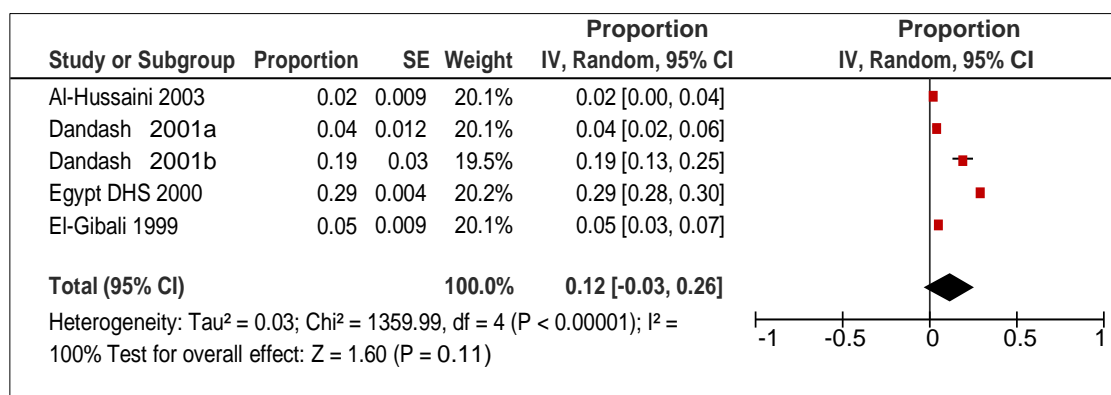 Proportion Proportion
Study or Subgroup Proportion SE Weight IV, Random, 95% CI IV, Random, 95% CI
Al-Hussaini 2003 0.02 0.009 20.1% 0.02 [0.00, 0.04]
Dandash 2001a 0.04 0.012 20.1% 0.04 [0.02, 0.06]
Dandash 2001b 0.19 0.03 19.5% 0.19 [0.13, 0.25]
Egypt DHS 2000 0.29 0.004 20.2% 0.29 [0.28, 0.30]
El-Gibali 1999 0.05 0.009 20.1% 0.05 [0.03, 0.07]
Total (95% CI) 100.0% 0.12 [-0.03, 0.26]
Heterogeneity: Tau² = 0.03; Chi² = 1359.99, df = 4 (P < 0.00001); I² =
100% Test for overall effect: Z = 1.60 (P = 0.11)
-1 -0.5 0 0.5 1